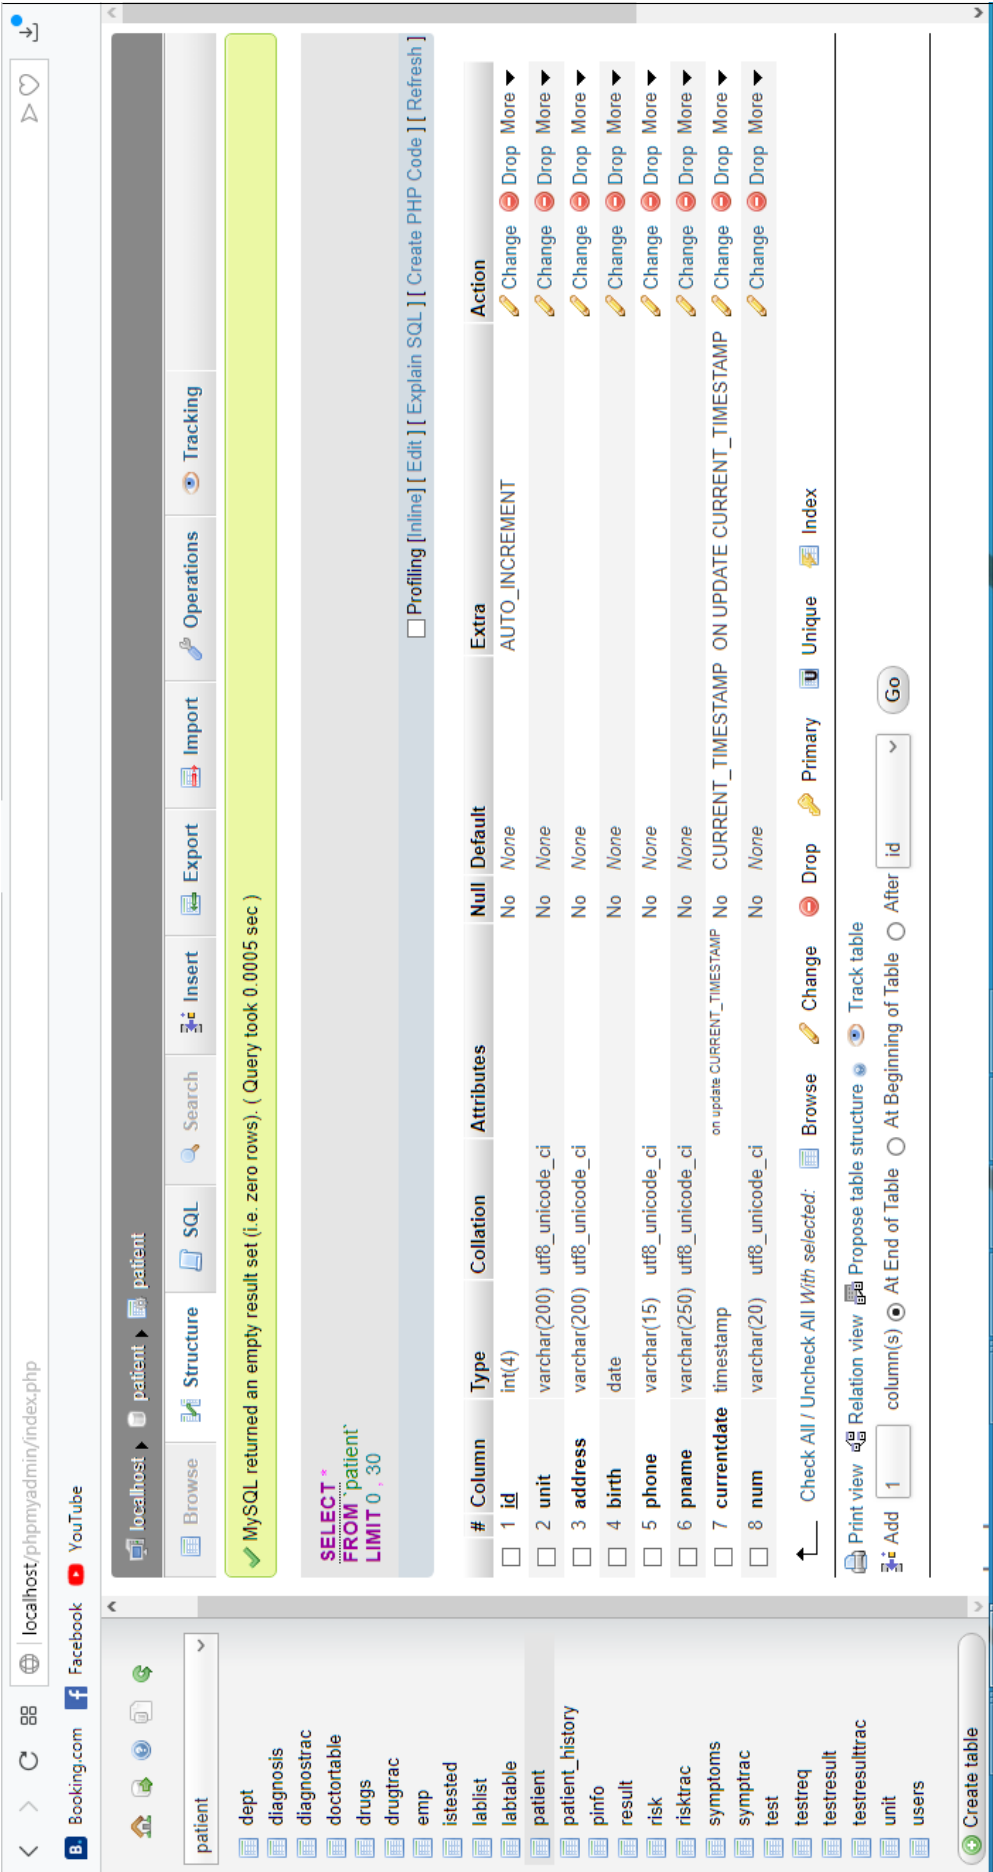 localhost/phpmyadmin/index.php
B. Booking.com Facebook YouTube
patient
dept
diagnosis
diagnostrac
doctortable
drugs
drugtrac
emp
istested
lablist
labtable
patient
patient_history
pinfo
result
risk
risktrac
symptoms
symptrac
test
testreq
testresult
testresulttrac
unit
users
Create table
localhost ▸ patient ▸ patient
Browse Structure SQL Search Insert Export Import Operations Tracking
MySQL returned an empty result set (i.e. zero rows). ( Query took 0.0005 sec )
SELECT *
FROM `patient`
LIMIT 0 , 30
Profiling [Inline] [ Edit ] [ Explain SQL ] [ Create PHP Code ] [ Refresh ]
# Column Type Collation Attributes Null Default Extra Action
1 id int(4) No None AUTO_INCREMENT Change Drop More
2 unit varchar(200) utf8_unicode_ci No None Change Drop More
3 address varchar(200) utf8_unicode_ci No None Change Drop More
4 birth date No None Change Drop More
5 phone varchar(15) utf8_unicode_ci No None Change Drop More
6 pname varchar(250) utf8_unicode_ci No None Change Drop More
7 currentdate timestamp on update CURRENT_TIMESTAMP No CURRENT_TIMESTAMP ON UPDATE CURRENT_TIMESTAMP Change Drop More
8 num varchar(20) utf8_unicode_ci No None Change Drop More
Check All / Uncheck All With selected: Browse Change Drop Primary Unique Index
Print view Relation view Propose table structure Track table
Add 1 column(s) At End of Table At Beginning of Table After id Go